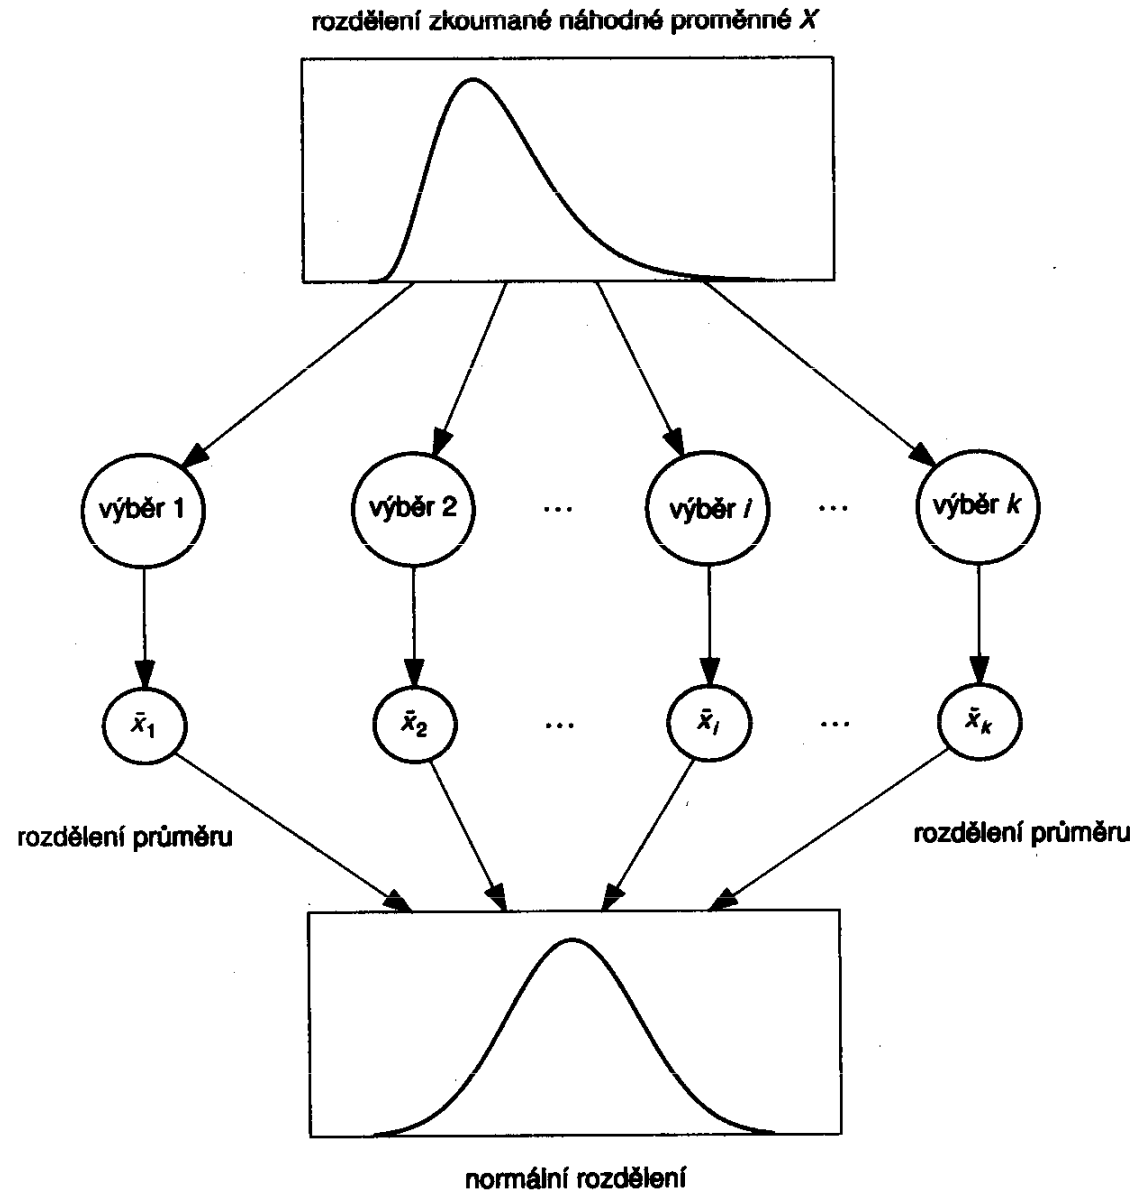 rozdělení zkoumané náhodné proměnné X
výběr 1
výběr 2
...
výběr i
...
výběr k
x̄₁
x̄₂
...
x̄ᵢ
...
x̄ₖ
rozdělení průměru
rozdělení průměru
normální rozdělení